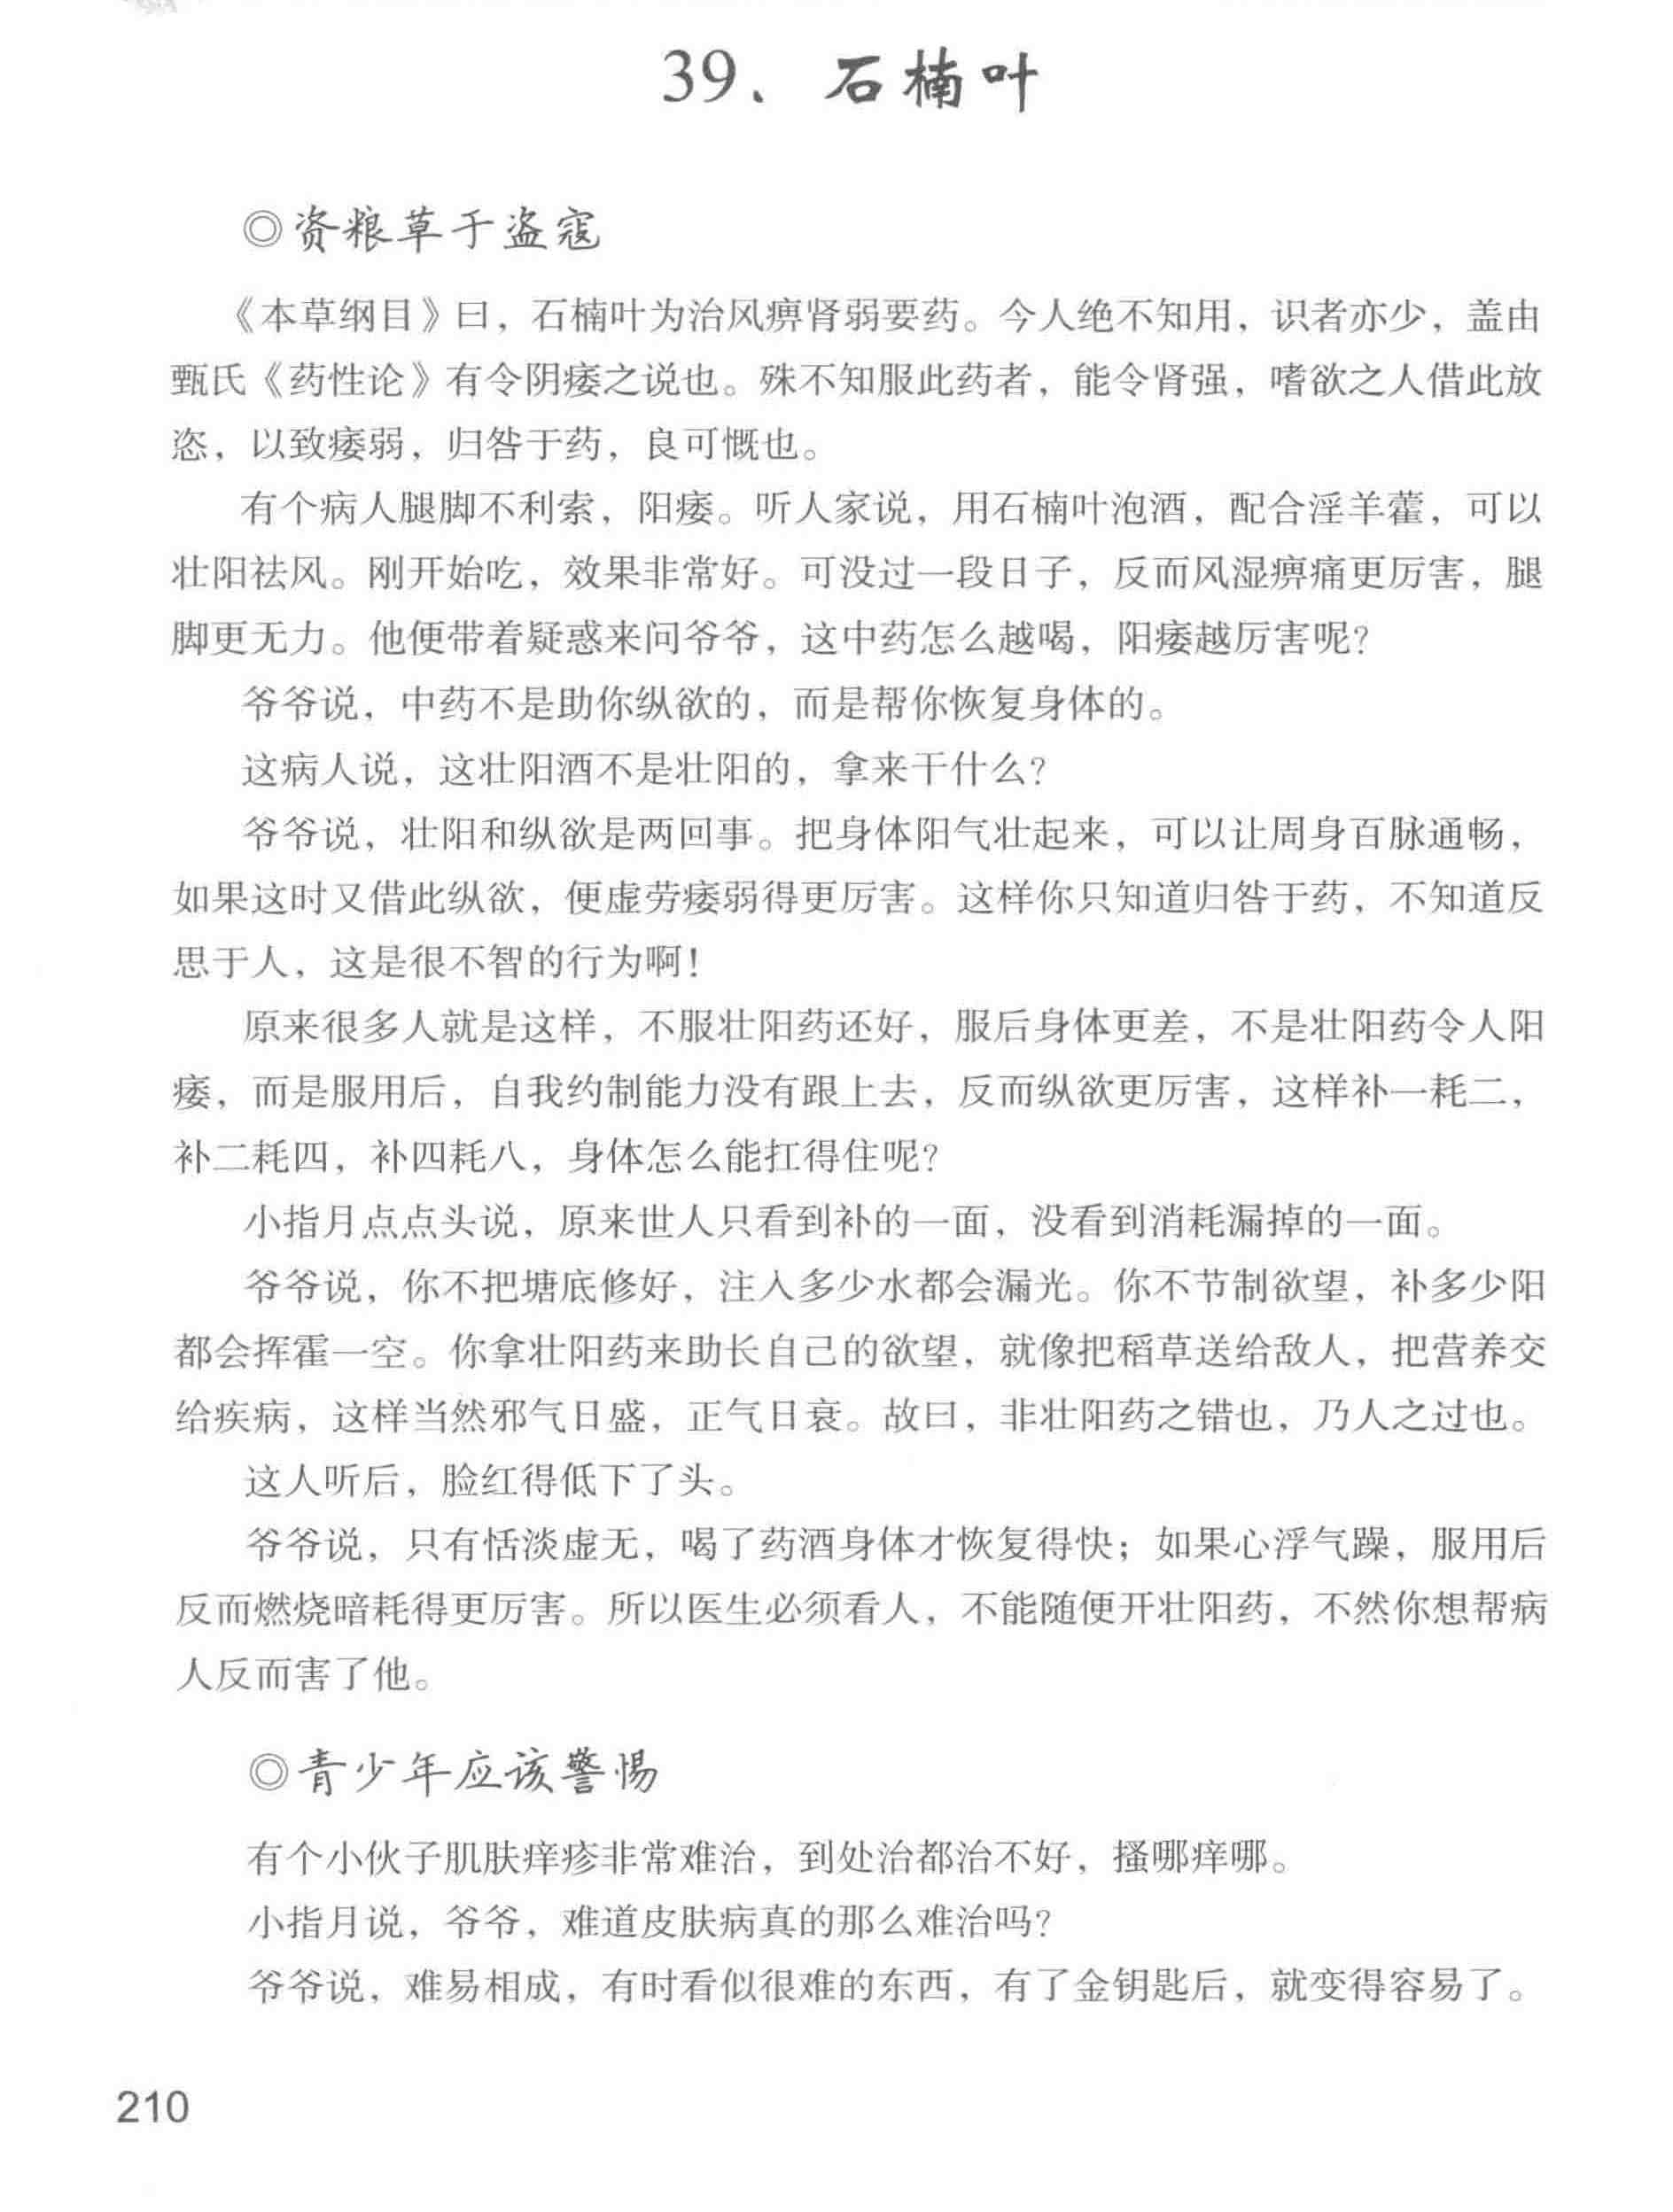 39、石楠叶
◎资粮草于盗寇
《本草纲目》曰，石楠叶为治风痹肾弱要药。今人绝不知用，识者亦少，盖由
甄氏《药性论》有令阴痿之说也。殊不知服此药者，能令肾强，嗜欲之人借此放
恣，以致痿弱，归咎于药，良可慨也。
有个病人腿脚不利索，阳痿。听人家说，用石楠叶泡酒，配合淫羊藿，可以
壮阳祛风。刚开始吃，效果非常好。可没过一段日子，反而风湿痹痛更厉害，腿
脚更无力。他便带着疑惑来问爷爷，这中药怎么越喝，阳痿越厉害呢？
爷爷说，中药不是助你纵欲的，而是帮你恢复身体的。
这病人说，这壮阳酒不是壮阳的，拿来干什么？
爷爷说，壮阳和纵欲是两回事。把身体阳气壮起来，可以让周身百脉通畅，
如果这时又借此纵欲，便虚劳痿弱得更厉害。这样你只知道归咎于药，不知道反
思于人，这是很不智的行为啊！
原来很多人就是这样，不服壮阳药还好，服后身体更差，不是壮阳药令人阳
痿，而是服用后，自我约制能力没有跟上去，反而纵欲更厉害，这样补一耗二，
补二耗四，补四耗八，身体怎么能扛得住呢？
小指月点点头说，原来世人只看到补的一面，没看到消耗漏掉的一面。
爷爷说，你不把塘底修好，注入多少水都会漏光。你不节制欲望，补多少阳
都会挥霍一空。你拿壮阳药来助长自己的欲望，就像把稻草送给敌人，把营养交
给疾病，这样当然邪气日盛，正气日衰。故曰，非壮阳药之错也，乃人之过也。
这人听后，脸红得低下了头。
爷爷说，只有恬淡虚无，喝了药酒身体才恢复得快；如果心浮气躁，服用后
反而燃烧暗耗得更厉害。所以医生必须看人，不能随便开壮阳药，不然你想帮病
人反而害了他。
◎青少年应该警惕
有个小伙子肌肤痒疹非常难治，到处治都治不好，搔哪痒哪。
小指月说，爷爷，难道皮肤病真的那么难治吗？
爷爷说，难易相成，有时看似很难的东西，有了金钥匙后，就变得容易了。
210